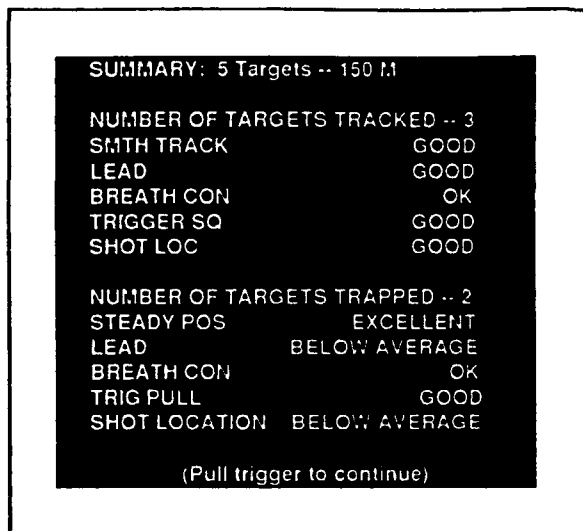 SUMMARY: 5 Targets -- 150 M
NUMBER OF TARGETS TRACKED -- 3
SMTH TRACK GOOD
LEAD GOOD
BREATH CON OK
TRIGGER SQ GOOD
SHOT LOC GOOD
NUMBER OF TARGETS TRAPPED -- 2
STEADY POS EXCELLENT
LEAD BELOW AVERAGE
BREATH CON OK
TRIG PULL GOOD
SHOT LOCATION BELOW AVERAGE
(Pull trigger to continue)